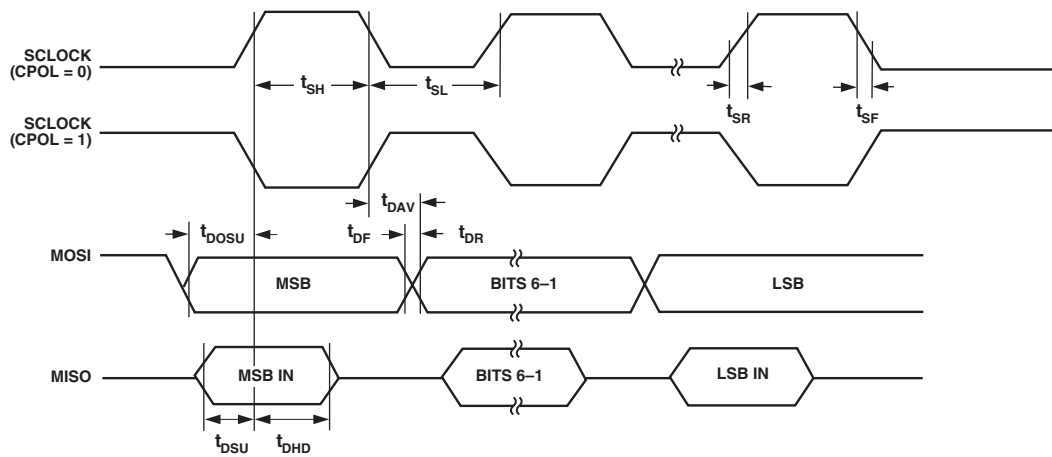 SCLOCK
(CPOL = 0)
tSH
tSL
tSR
tSF
SCLOCK
(CPOL = 1)
tDAV
tDOSU
tDF
tDR
MOSI
MSB
BITS 6–1
LSB
MISO
MSB IN
BITS 6–1
LSB IN
tDSU
tDHD